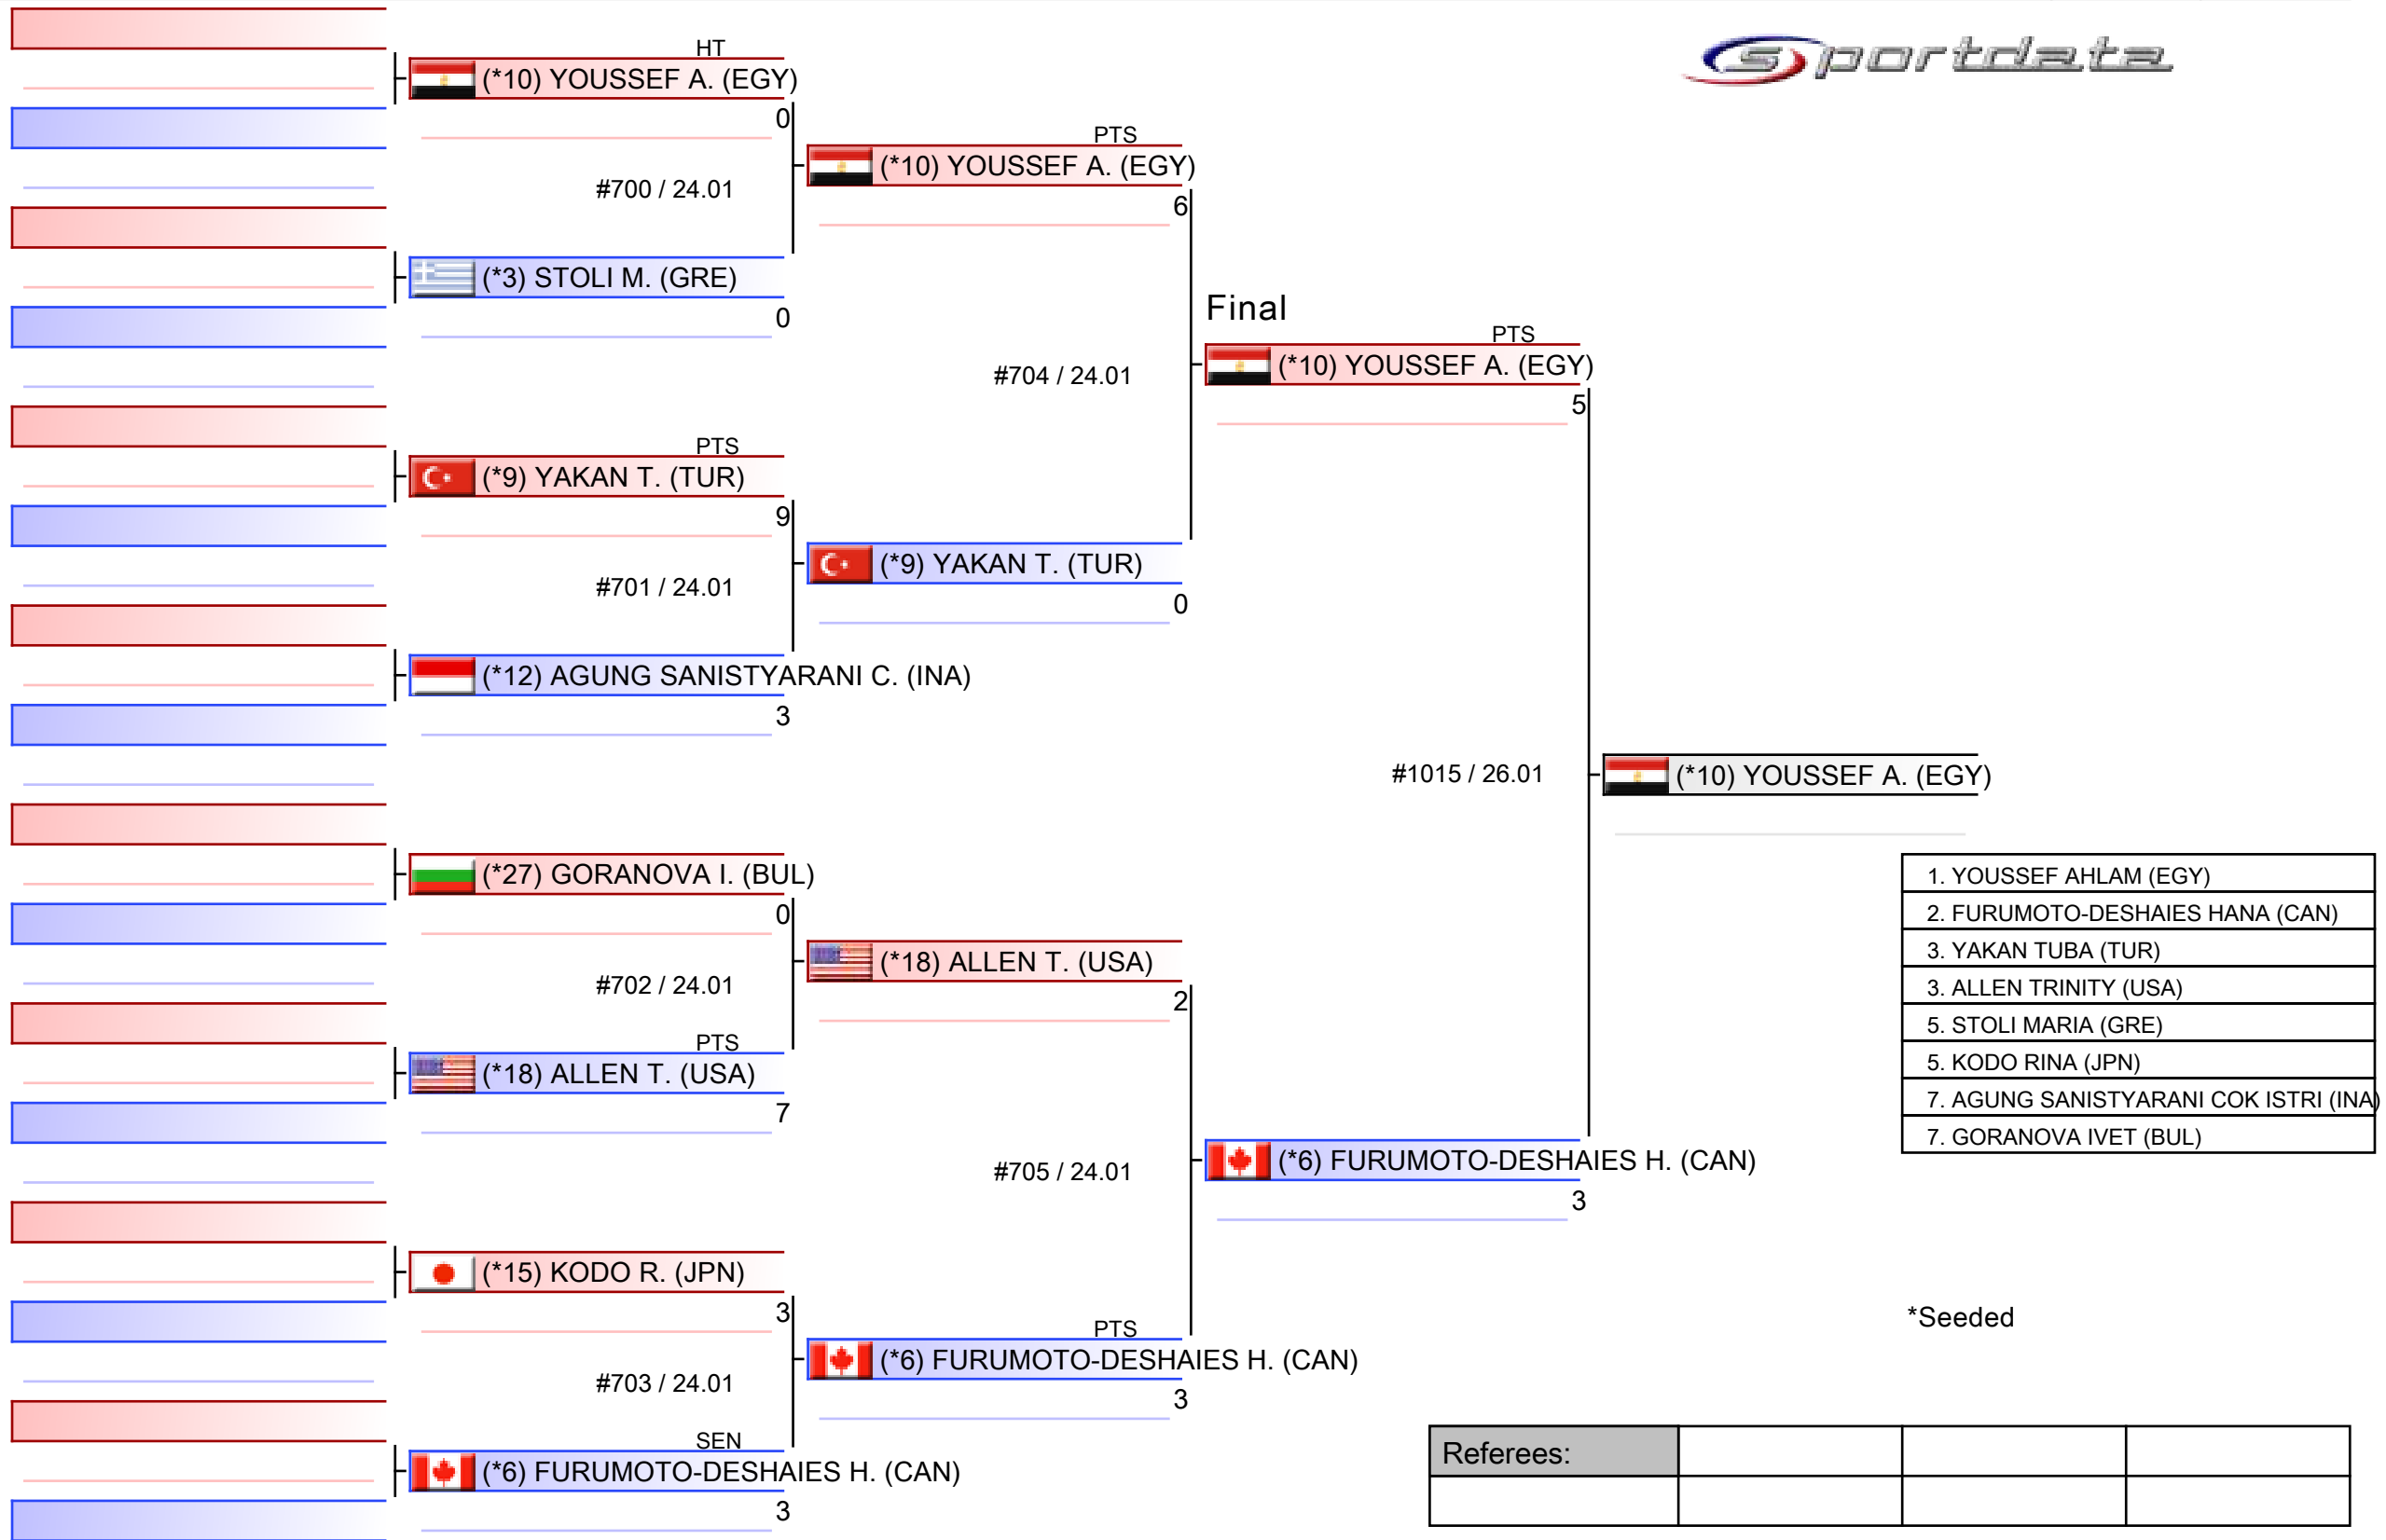 sportdata
HT
(*10) YOUSSEF A. (EGY)
0
#700 / 24.01
(*3) STOLI M. (GRE)
0
PTS
(*9) YAKAN T. (TUR)
9
#701 / 24.01
(*12) AGUNG SANISTYARANI C. (INA)
3
(*27) GORANOVA I. (BUL)
0
#702 / 24.01
PTS
(*18) ALLEN T. (USA)
7
(*15) KODO R. (JPN)
3
#703 / 24.01
SEN
(*6) FURUMOTO-DESHAIES H. (CAN)
3
PTS
(*10) YOUSSEF A. (EGY)
6
#704 / 24.01
(*9) YAKAN T. (TUR)
0
(*18) ALLEN T. (USA)
2
#705 / 24.01
PTS
(*6) FURUMOTO-DESHAIES H. (CAN)
3
Final
PTS
(*10) YOUSSEF A. (EGY)
5
#1015 / 26.01
(*6) FURUMOTO-DESHAIES H. (CAN)
3
(*10) YOUSSEF A. (EGY)
1. YOUSSEF AHLAM (EGY)
2. FURUMOTO-DESHAIES HANA (CAN)
3. YAKAN TUBA (TUR)
3. ALLEN TRINITY (USA)
5. STOLI MARIA (GRE)
5. KODO RINA (JPN)
7. AGUNG SANISTYARANI COK ISTRI (INA)
7. GORANOVA IVET (BUL)
*Seeded
Referees: